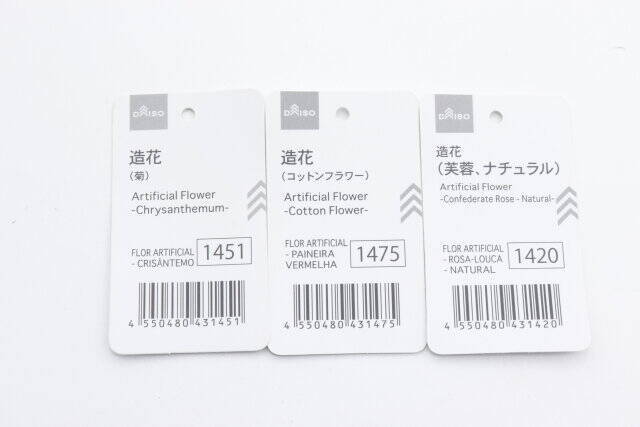 DAISO
造花
(菊)
Artificial Flower
-Chrysanthemum-
FLOR ARTIFICIAL
- CRISÂNTEMO
1451
4 550480 431451
DAISO
造花
(コットンフラワー)
Artificial Flower
-Cotton Flower-
FLOR ARTIFICIAL
- PAINEIRA
VERMELHA
1475
4 550480 431475
DAISO
造花
(芙蓉、ナチュラル)
Artificial Flower
-Confederate Rose - Natural-
FLOR ARTIFICIAL
- ROSA-LOUCA
- NATURAL
1420
4 550480 431420